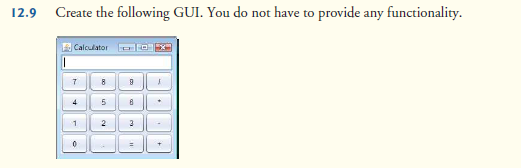 12.9 Create the following GUI. You do not have to provide any functionality.
Calculator
7 8 9 /
4 5 6 *
1 2 3 -
0 . = +